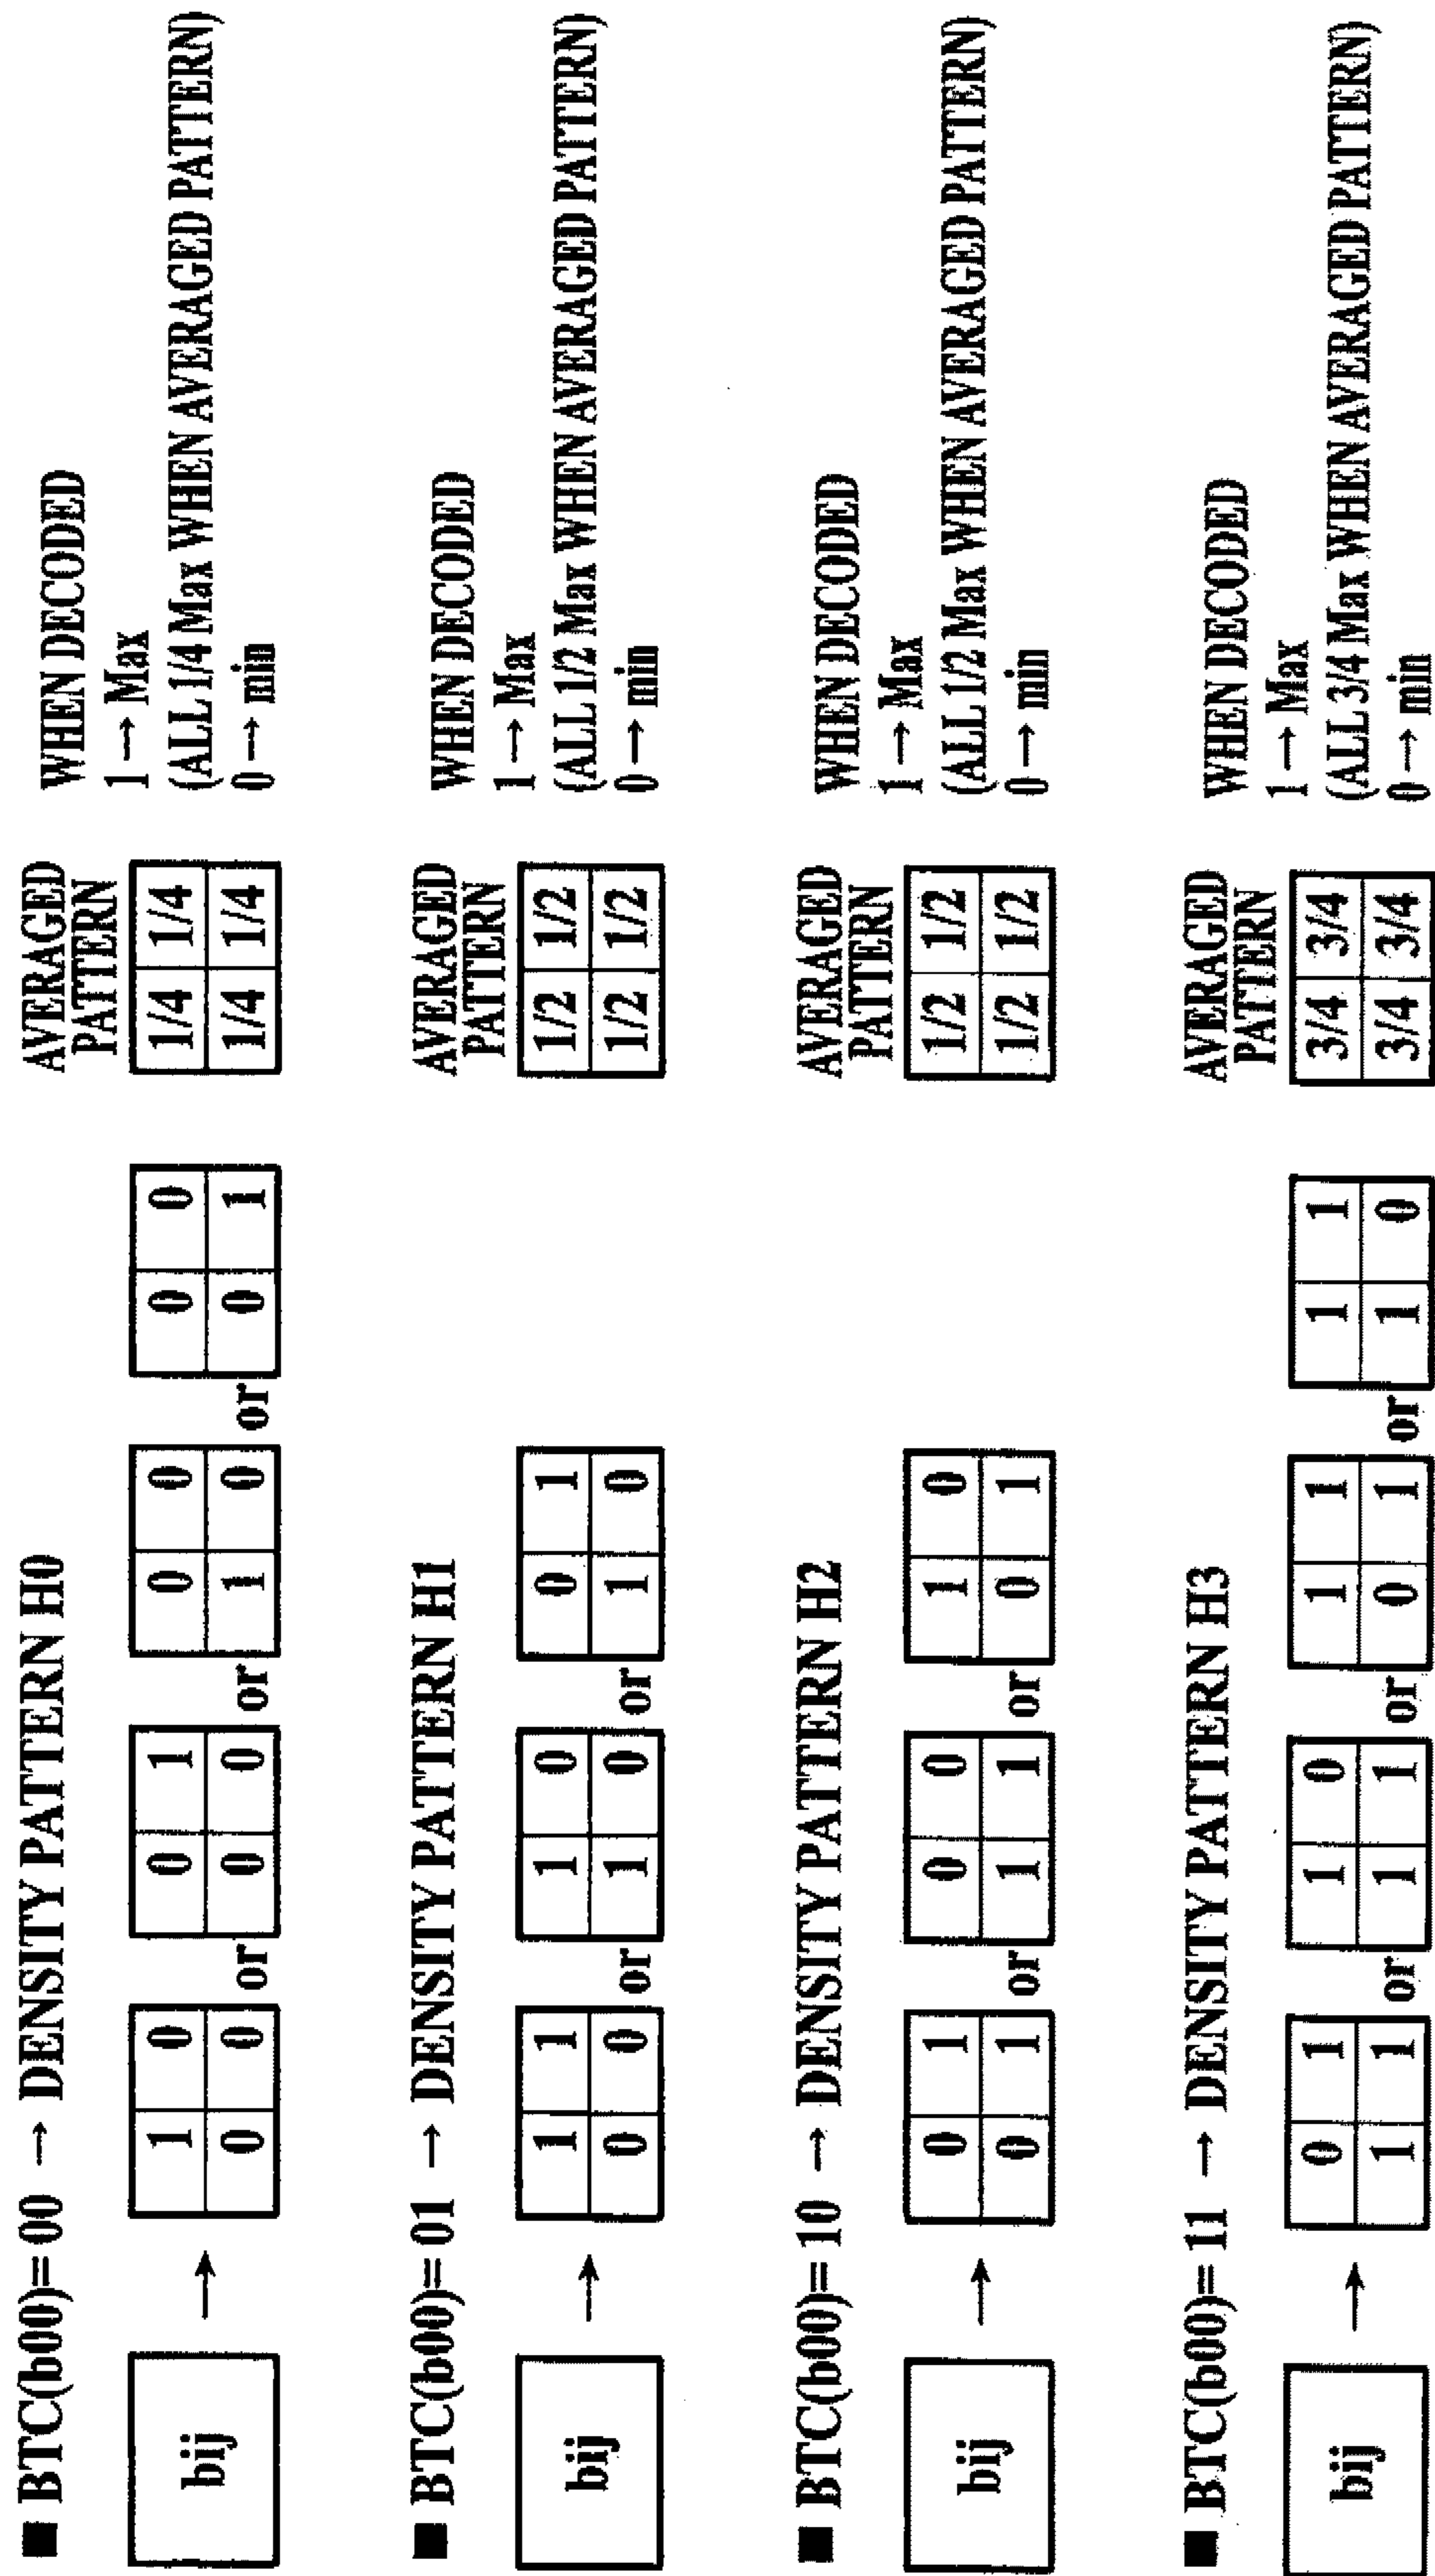 ■ BTC(b00)= 00 → DENSITY PATTERN H0
bij →
1 0
0 0
or
0 1
0 0
or
0 0
1 0
or
0 0
0 1
AVERAGED
PATTERN
1/4 1/4
1/4 1/4
WHEN DECODED
1→ Max
(ALL 1/4 Max WHEN AVERAGED PATTERN)
0→ min
■ BTC(b00)= 01 → DENSITY PATTERN H1
bij →
1 1
0 0
or
1 0
1 0
or
0 1
1 0
AVERAGED
PATTERN
1/2 1/2
1/2 1/2
WHEN DECODED
1→ Max
(ALL 1/2 Max WHEN AVERAGED PATTERN)
0→ min
■ BTC(b00)= 10 → DENSITY PATTERN H2
bij →
0 1
0 1
or
0 0
1 1
or
1 0
0 1
AVERAGED
PATTERN
1/2 1/2
1/2 1/2
WHEN DECODED
1→ Max
(ALL 1/2 Max WHEN AVERAGED PATTERN)
0→ min
■ BTC(b00)= 11 → DENSITY PATTERN H3
bij →
0 1
1 1
or
1 0
1 1
or
1 1
0 1
or
1 1
1 0
AVERAGED
PATTERN
3/4 3/4
3/4 3/4
WHEN DECODED
1→ Max
(ALL 3/4 Max WHEN AVERAGED PATTERN)
0→ min